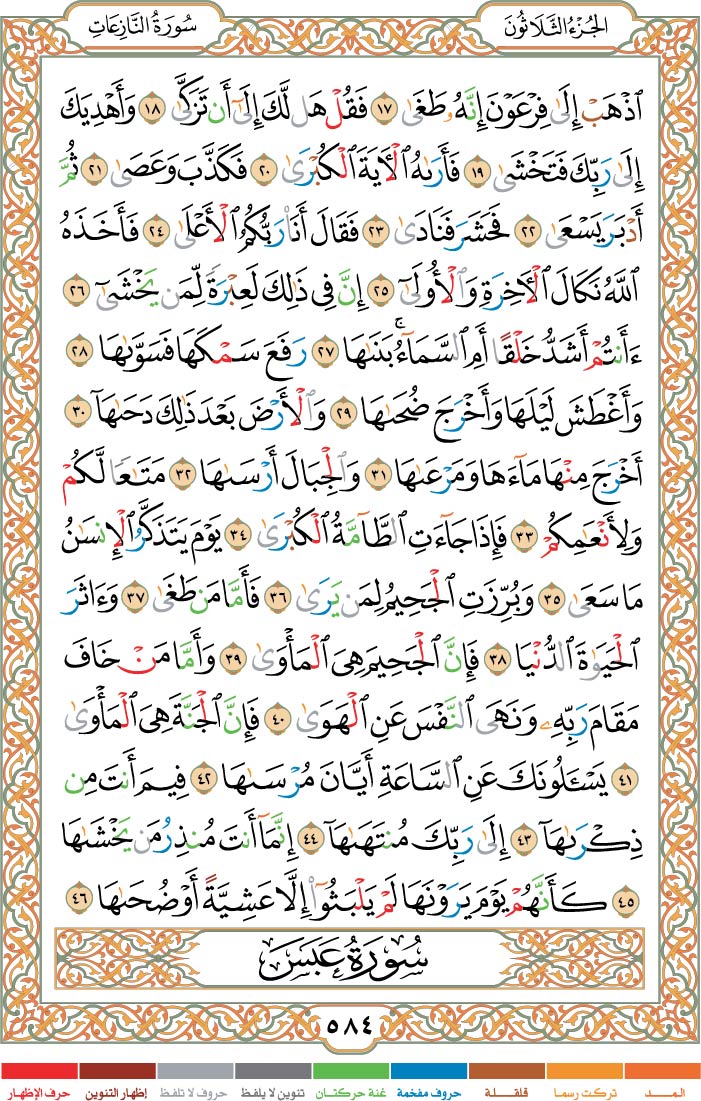 الجُزْءُ الثَّلَاثُونَ
سُورَةُ النَّازِعَاتِ
ٱذۡهَبۡ إِلَىٰ فِرۡعَوۡنَ إِنَّهُۥ طَغَىٰ ١٧ فَقُلۡ هَل لَّكَ إِلَىٰٓ أَن تَزَكَّىٰ ١٨ وَأَهۡدِيَكَ
إِلَىٰ رَبِّكَ فَتَخۡشَىٰ ١٩ فَأَرَىٰهُ ٱلۡأٓيَةَ ٱلۡكُبۡرَىٰ ٢٠ فَكَذَّبَ وَعَصَىٰ ٢١ ثُمَّ
أَدۡبَرَ يَسۡعَىٰ ٢٢ فَحَشَرَ فَنَادَىٰ ٢٣ فَقَالَ أَنَا۠ رَبُّكُمُ ٱلۡأَعۡلَىٰ ٢٤ فَأَخَذَهُ
ٱللَّهُ نَكَالَ ٱلۡأٓخِرَةِ وَٱلۡأُولَىٰٓ ٢٥ إِنَّ فِي ذَٰلِكَ لَعِبۡرَةٗ لِّمَن يَخۡشَىٰٓ ٢٦
ءَأَنتُمۡ أَشَدُّ خَلۡقًا أَمِ ٱلسَّمَآءُۚ بَنَىٰهَا ٢٧ رَفَعَ سَمۡكَهَا فَسَوَّىٰهَا ٢٨
وَأَغۡطَشَ لَيۡلَهَا وَأَخۡرَجَ ضُحَىٰهَا ٢٩ وَٱلۡأَرۡضَ بَعۡدَ ذَٰلِكَ دَحَىٰهَآ ٣٠
أَخۡرَجَ مِنۡهَا مَآءَهَا وَمَرۡعَىٰهَا ٣١ وَٱلۡجِبَالَ أَرۡسَىٰهَا ٣٢ مَتَٰعٗا لَّكُمۡ
وَلِأَنۡعَٰمِكُمۡ ٣٣ فَإِذَا جَآءَتِ ٱلطَّآمَّةُ ٱلۡكُبۡرَىٰ ٣٤ يَوۡمَ يَتَذَكَّرُ ٱلۡإِنسَٰنُ
مَا سَعَىٰ ٣٥ وَبُرِّزَتِ ٱلۡجَحِيمُ لِمَن يَرَىٰ ٣٦ فَأَمَّا مَن طَغَىٰ ٣٧ وَءَاثَرَ
ٱلۡحَيَوٰةَ ٱلدُّنۡيَا ٣٨ فَإِنَّ ٱلۡجَحِيمَ هِيَ ٱلۡمَأۡوَىٰ ٣٩ وَأَمَّا مَنۡ خَافَ
مَقَامَ رَبِّهِۦ وَنَهَى ٱلنَّفۡسَ عَنِ ٱلۡهَوَىٰ ٤٠ فَإِنَّ ٱلۡجَنَّةَ هِيَ ٱلۡمَأۡوَىٰ
٤١ يَسۡـَٔلُونَكَ عَنِ ٱلسَّاعَةِ أَيَّانَ مُرۡسَىٰهَا ٤٢ فِيمَ أَنتَ مِن
ذِكۡرَىٰهَآ ٤٣ إِلَىٰ رَبِّكَ مُنتَهَىٰهَآ ٤٤ إِنَّمَآ أَنتَ مُنذِرُ مَن يَخۡشَىٰهَا
٤٥ كَأَنَّهُمۡ يَوۡمَ يَرَوۡنَهَا لَمۡ يَلۡبَثُوٓاْ إِلَّا عَشِيَّةً أَوۡ ضُحَىٰهَا ٤٦
سُورَةُ عَبَسَ
٥٨٤
المــــد تركت رسما قلقــلة حروف مفخمة غنة حركتان تنوين لا يلفظ حروف لا تلفظ إظهار التنوين حرف الإظهار